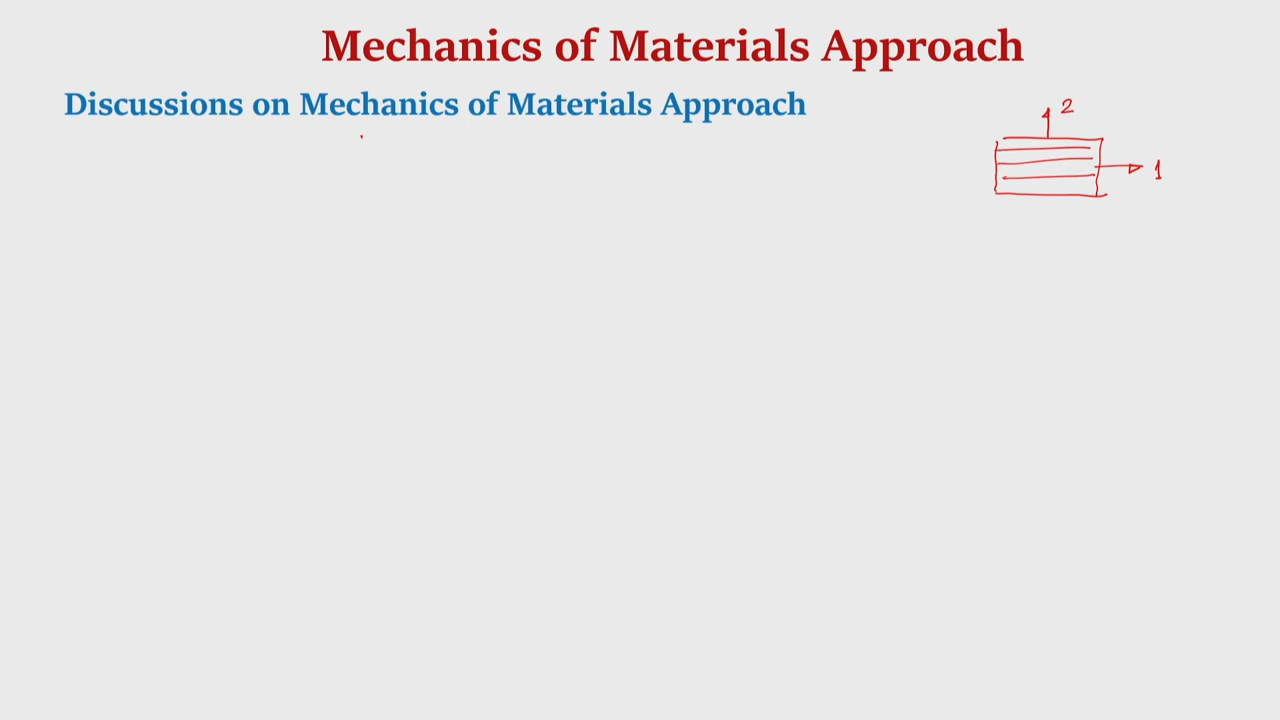 Mechanics of Materials Approach
Discussions on Mechanics of Materials Approach
2
1